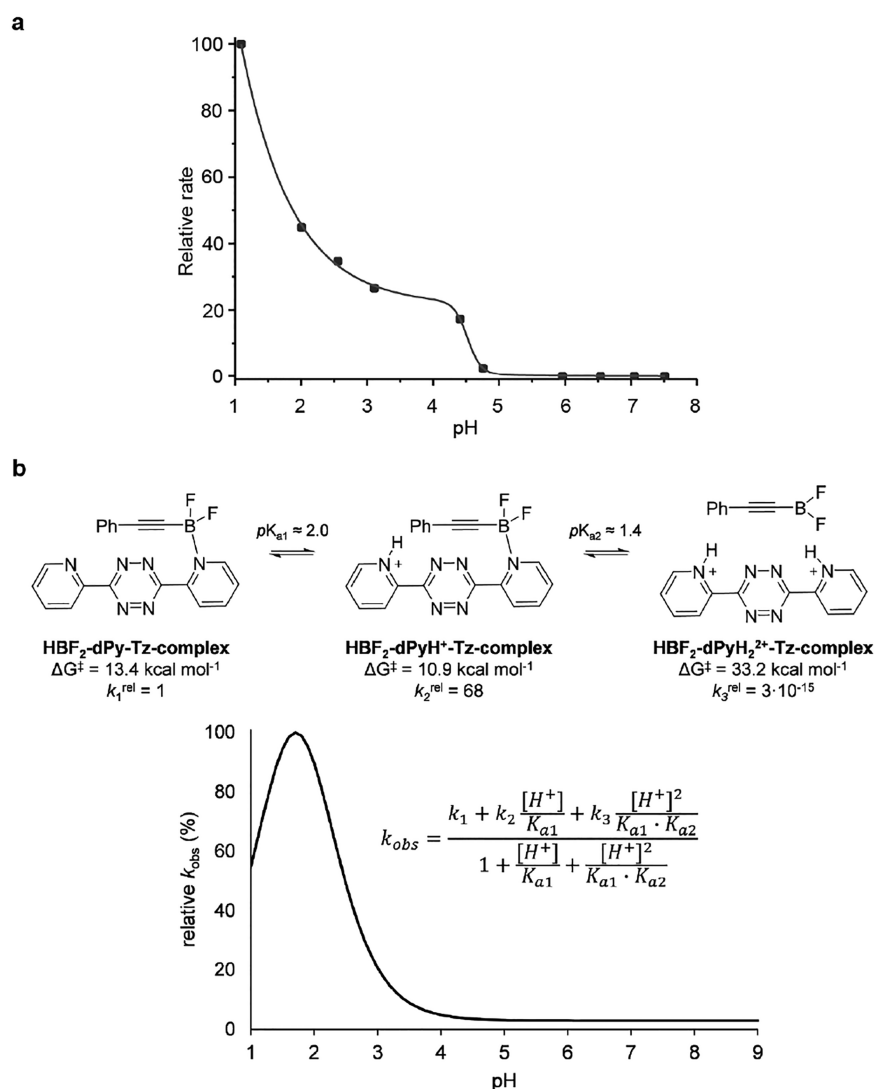 a
Relative rate
100
80
60
40
20
0
1 2 3 4 5 6 7 8
pH
b
Ph B F F
N N N N N N
pKa1 ≈ 2.0
⇌
Ph B F F
H N + N N N N N
pKa2 ≈ 1.4
⇌
Ph B F F
H N + N N N N H N +
HBF2-dPy-Tz-complex
ΔG‡ = 13.4 kcal mol-1
k1rel = 1
HBF2-dPyH+-Tz-complex
ΔG‡ = 10.9 kcal mol-1
k2rel = 68
HBF2-dPyH22+-Tz-complex
ΔG‡ = 33.2 kcal mol-1
k3rel = 3·10-15
relative kobs (%)
100
80
60
40
20
0
1 2 3 4 5 6 7 8 9
pH
kobs = (k1 + k2 [H+]/Ka1 + k3 [H+]2/(Ka1 · Ka2)) / (1 + [H+]/Ka1 + [H+]2/(Ka1 · Ka2))